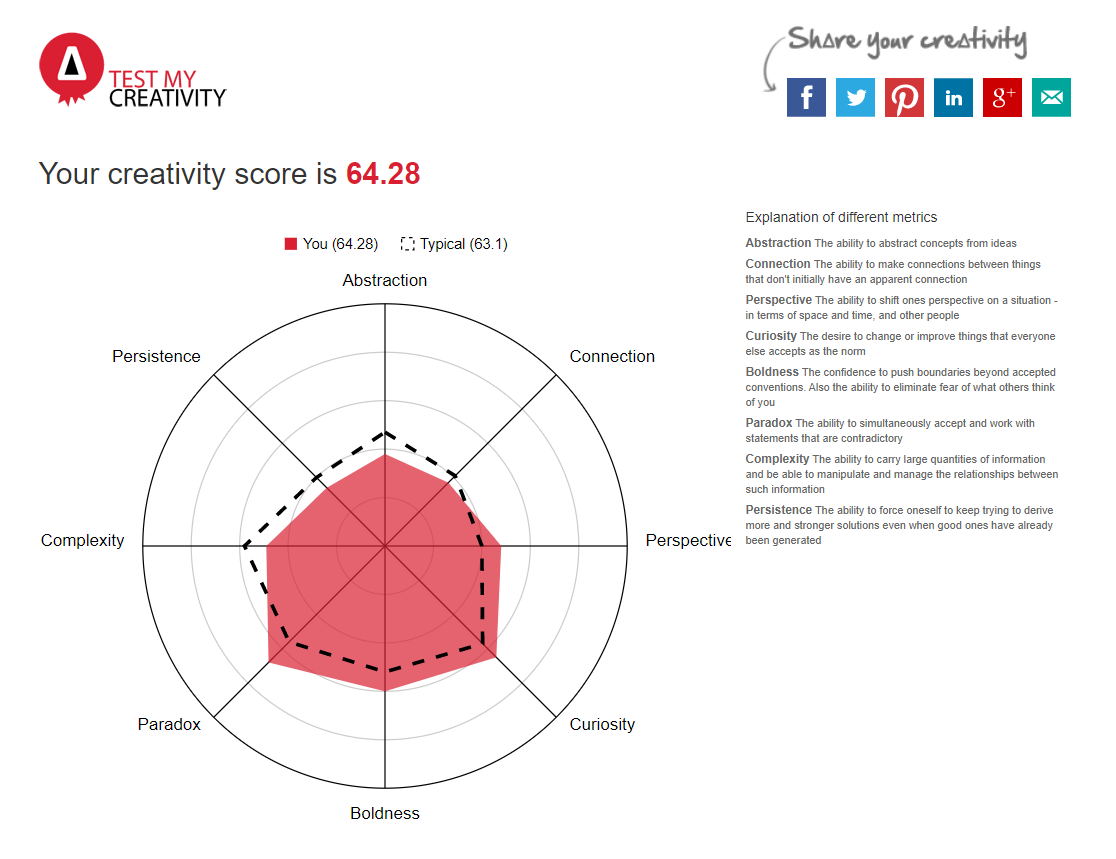 TEST MY
CREATIVITY
Share your creativity
Your creativity score is 64.28
You (64.28) Typical (63.1)
Abstraction
Connection
Perspective
Curiosity
Boldness
Paradox
Complexity
Persistence
Explanation of different metrics
Abstraction The ability to abstract concepts from ideas
Connection The ability to make connections between things
that don't initially have an apparent connection
Perspective The ability to shift ones perspective on a situation -
in terms of space and time, and other people
Curiosity The desire to change or improve things that everyone
else accepts as the norm
Boldness The confidence to push boundaries beyond accepted
conventions. Also the ability to eliminate fear of what others think
of you
Paradox The ability to simultaneously accept and work with
statements that are contradictory
Complexity The ability to carry large quantities of information
and be able to manipulate and manage the relationships between
such information
Persistence The ability to force oneself to keep trying to derive
more and stronger solutions even when good ones have already
been generated